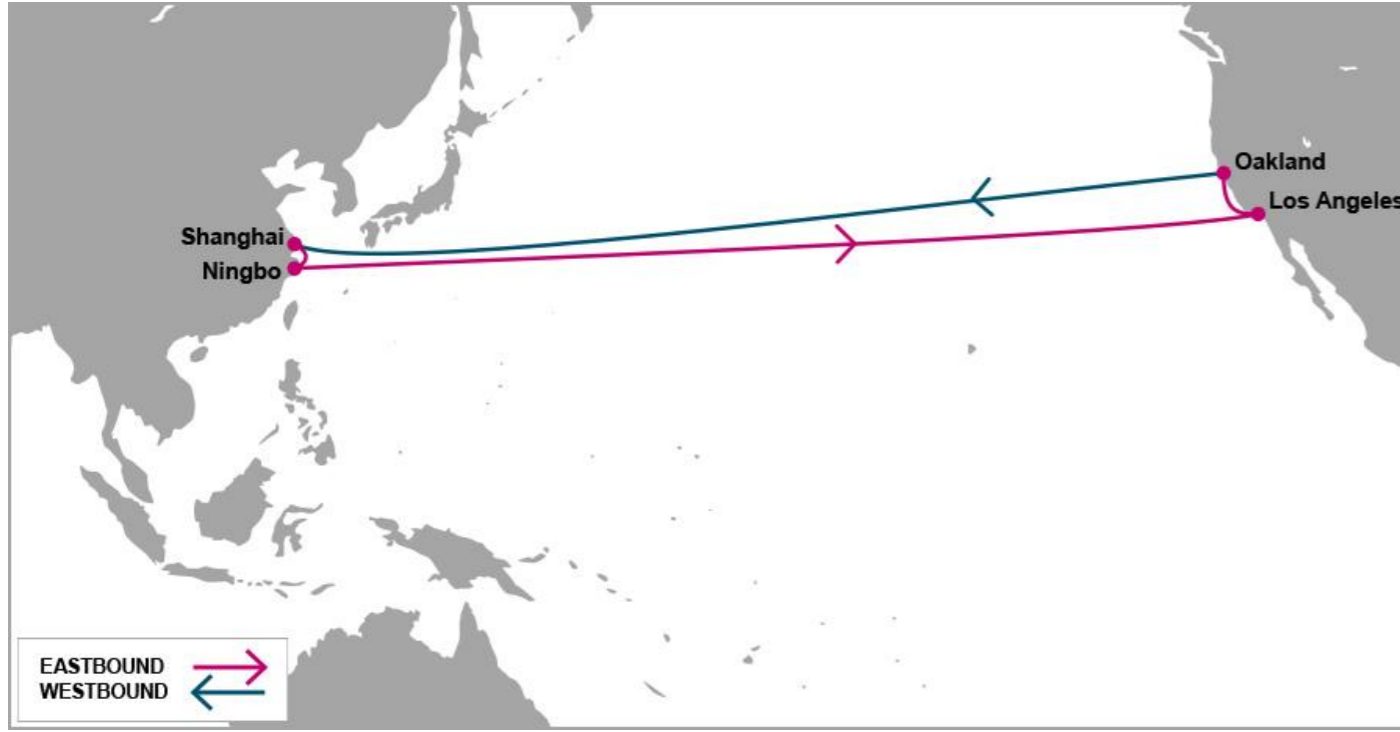 Oakland
Los Angeles
Shanghai
Ningbo
EASTBOUND
WESTBOUND